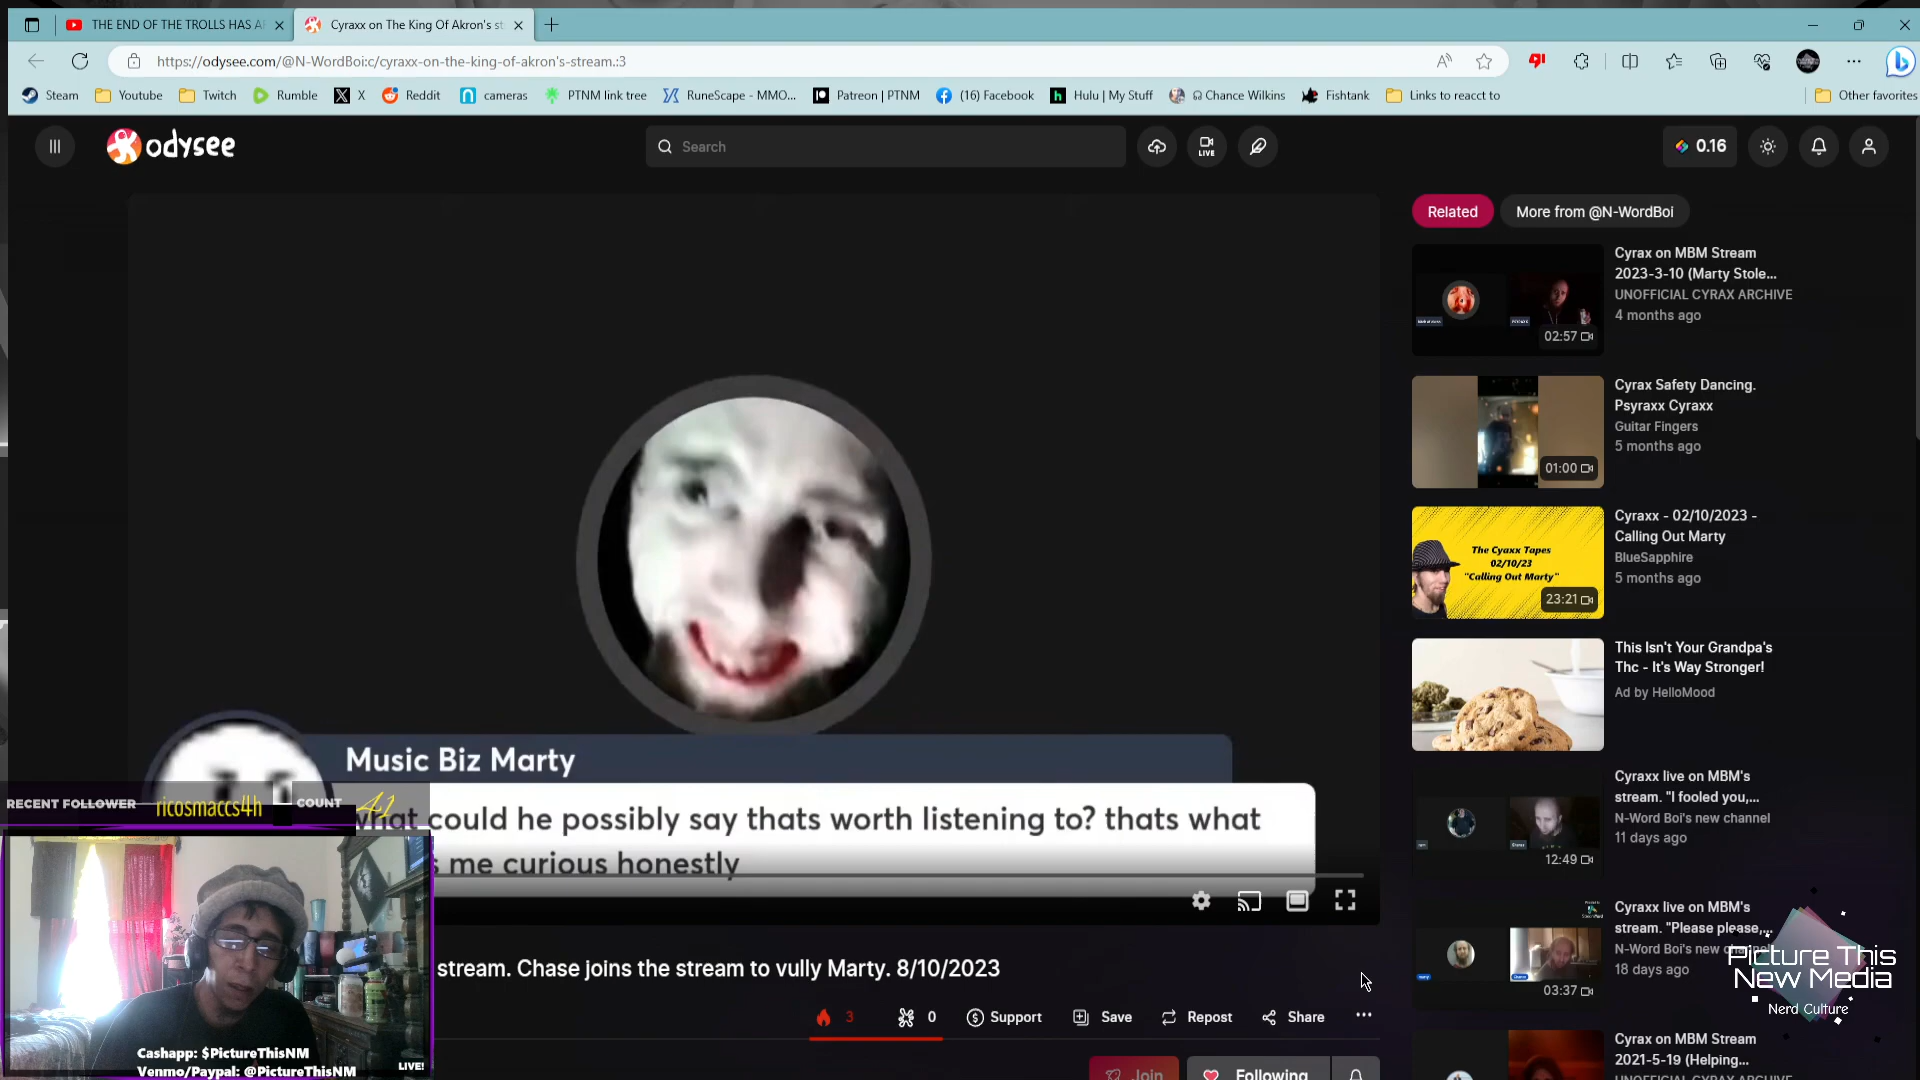 THE END OF THE TROLLS HAS A
Cyraxx on The King Of Akron's st
https://odysee.com/@N-WordBoi:c/cyraxx-on-the-king-of-akron's-stream.:3
Steam
Youtube
Twitch
Rumble
X
Reddit
cameras
PTNM link tree
RuneScape - MMO...
Patreon | PTNM
(16) Facebook
Hulu | My Stuff
Chance Wilkins
Fishtank
Links to reacct to
Other favorites
odysee
Search
LIVE
0.16
Related
More from @N-WordBoi
Cyrax on MBM Stream
2023-3-10 (Marty Stole...
UNOFFICIAL CYRAX ARCHIVE
4 months ago
02:57
Cyrax Safety Dancing.
Psyraxx Cyraxx
Guitar Fingers
5 months ago
01:00
Cyraxx - 02/10/2023 -
Calling Out Marty
BlueSapphire
5 months ago
The Cyaxx Tapes
02/10/23
"Calling Out Marty"
23:21
This Isn't Your Grandpa's
Thc - It's Way Stronger!
Ad by HelloMood
Cyraxx live on MBM's
stream. "I fooled you,...
N-Word Boi's new channel
11 days ago
12:49
Cyraxx live on MBM's
stream. "Please please,...
N-Word Boi's new channel
18 days ago
03:37
Cyrax on MBM Stream
2021-5-19 (Helping...
UNOFFICIAL CYRAX ARCHIVE
Music Biz Marty
what could he possibly say thats worth listening to? thats what
s me curious honestly
RECENT FOLLOWER
ricosmaccs4h
COUNT
41
stream. Chase joins the stream to vully Marty. 8/10/2023
3
0
Support
Save
Repost
Share
Join
Following
Cashapp: $PictureThisNM
Venmo/Paypal: @PictureThisNM
LIVE!
Picture This
New Media
Nerd Culture